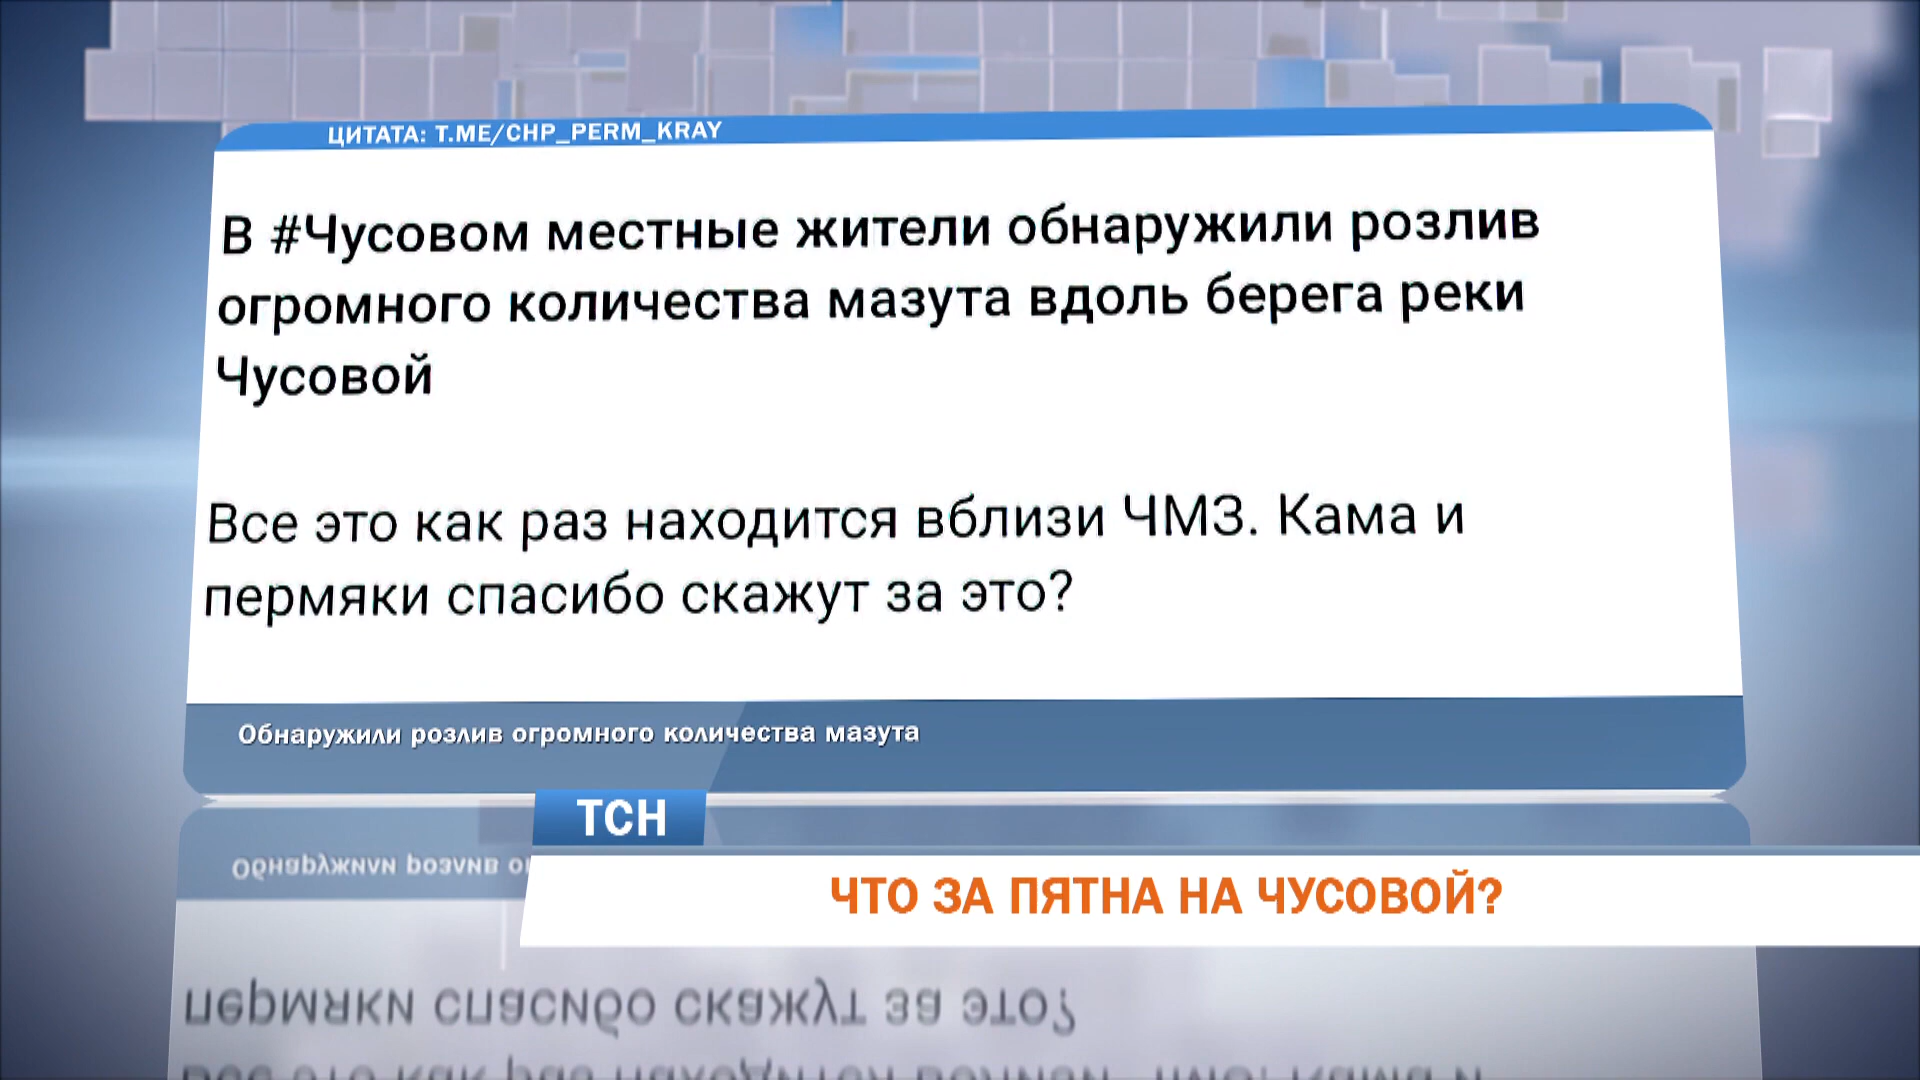 ЦИТАТА: T.ME/CHP_PERM_KRAY
В #Чусовом местные жители обнаружили розлив
огромного количества мазута вдоль берега реки
Чусовой
Все это как раз находится вблизи ЧМЗ. Кама и
пермяки спасибо скажут за это?
Обнаружили розлив огромного количества мазута
ТСН
ЧТО ЗА ПЯТНА НА ЧУСОВОЙ?